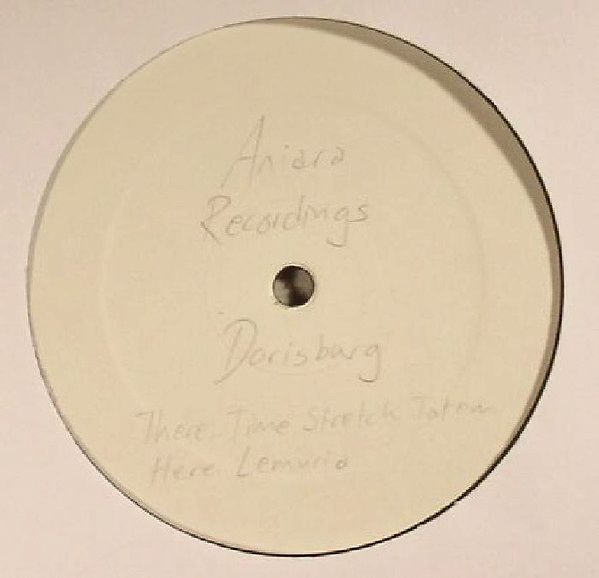 Aniara
Recordings
Dorisburg
There: Time Stretch Totem
Here: Lemuria